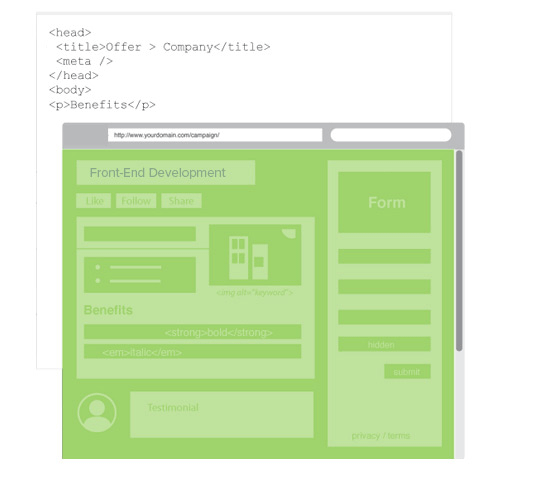 <head>
<title>Offer > Company</title>
<meta />
</head>
<body>
<p>Benefits</p>
http://www.yourdomain.com/campaign/
Front-End Development
Like Follow Share
<img alt="keyword">
Benefits
<strong>bold</strong>
<em>italic</em>
Testimonial
Form
hidden
submit
privacy / terms